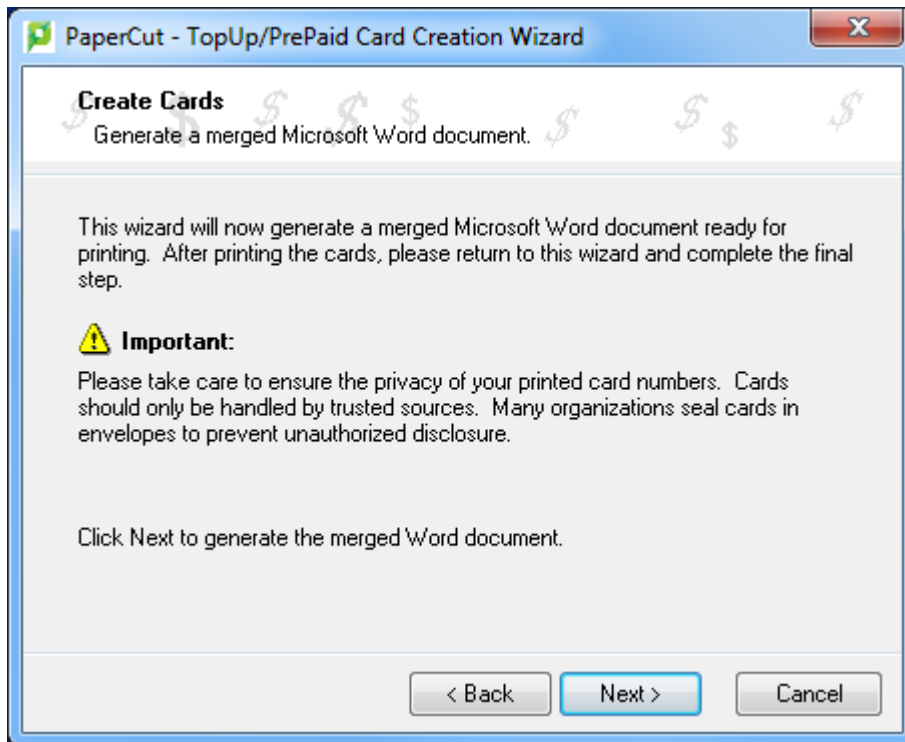 PaperCut - TopUp/PrePaid Card Creation Wizard
Create Cards
Generate a merged Microsoft Word document.
This wizard will now generate a merged Microsoft Word document ready for
printing. After printing the cards, please return to this wizard and complete the final
step.
Important:
Please take care to ensure the privacy of your printed card numbers. Cards
should only be handled by trusted sources. Many organizations seal cards in
envelopes to prevent unauthorized disclosure.
Click Next to generate the merged Word document.
< Back Next > Cancel